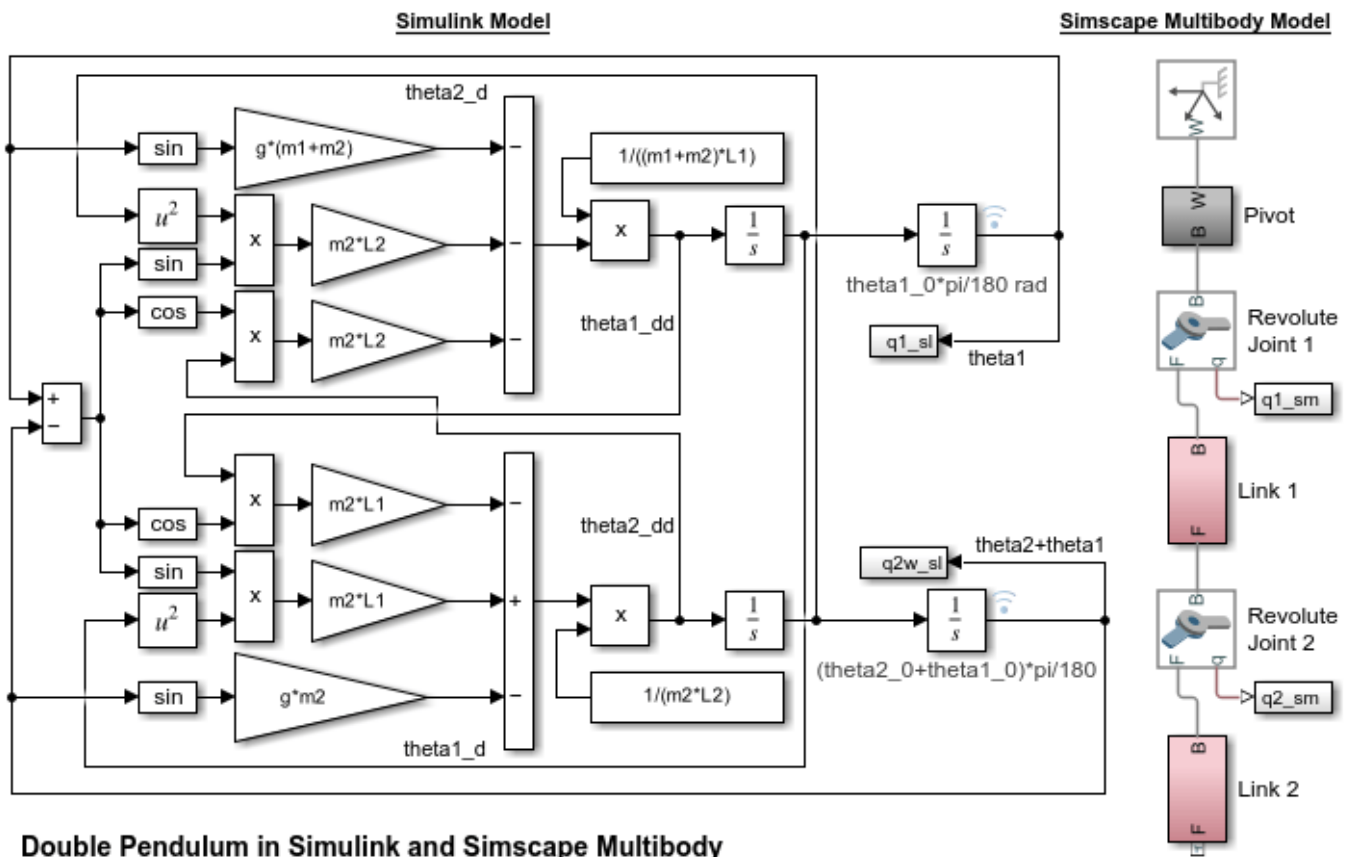 Simulink Model
Simscape Multibody Model
theta2_d
sin
g*(m1+m2)
−
1/((m1+m2)*L1)
W
u²
x
m2*L2
−
x
1
s
1
s
W
B
Pivot
sin
theta1_0*pi/180 rad
cos
x
m2*L2
−
theta1_dd
q1_sl
theta1
B
F
q
Revolute
Joint 1
q1_sm
+
−
x
m2*L1
−
cos
theta2_dd
B
F
Link 1
sin
x
m2*L1
+
x
1
s
q2w_sl
theta2+theta1
1
s
u²
(theta2_0+theta1_0)*pi/180
B
F
q
Revolute
Joint 2
q2_sm
sin
g*m2
−
1/(m2*L2)
theta1_d
B
F
Link 2
Double Pendulum in Simulink and Simscape Multibody